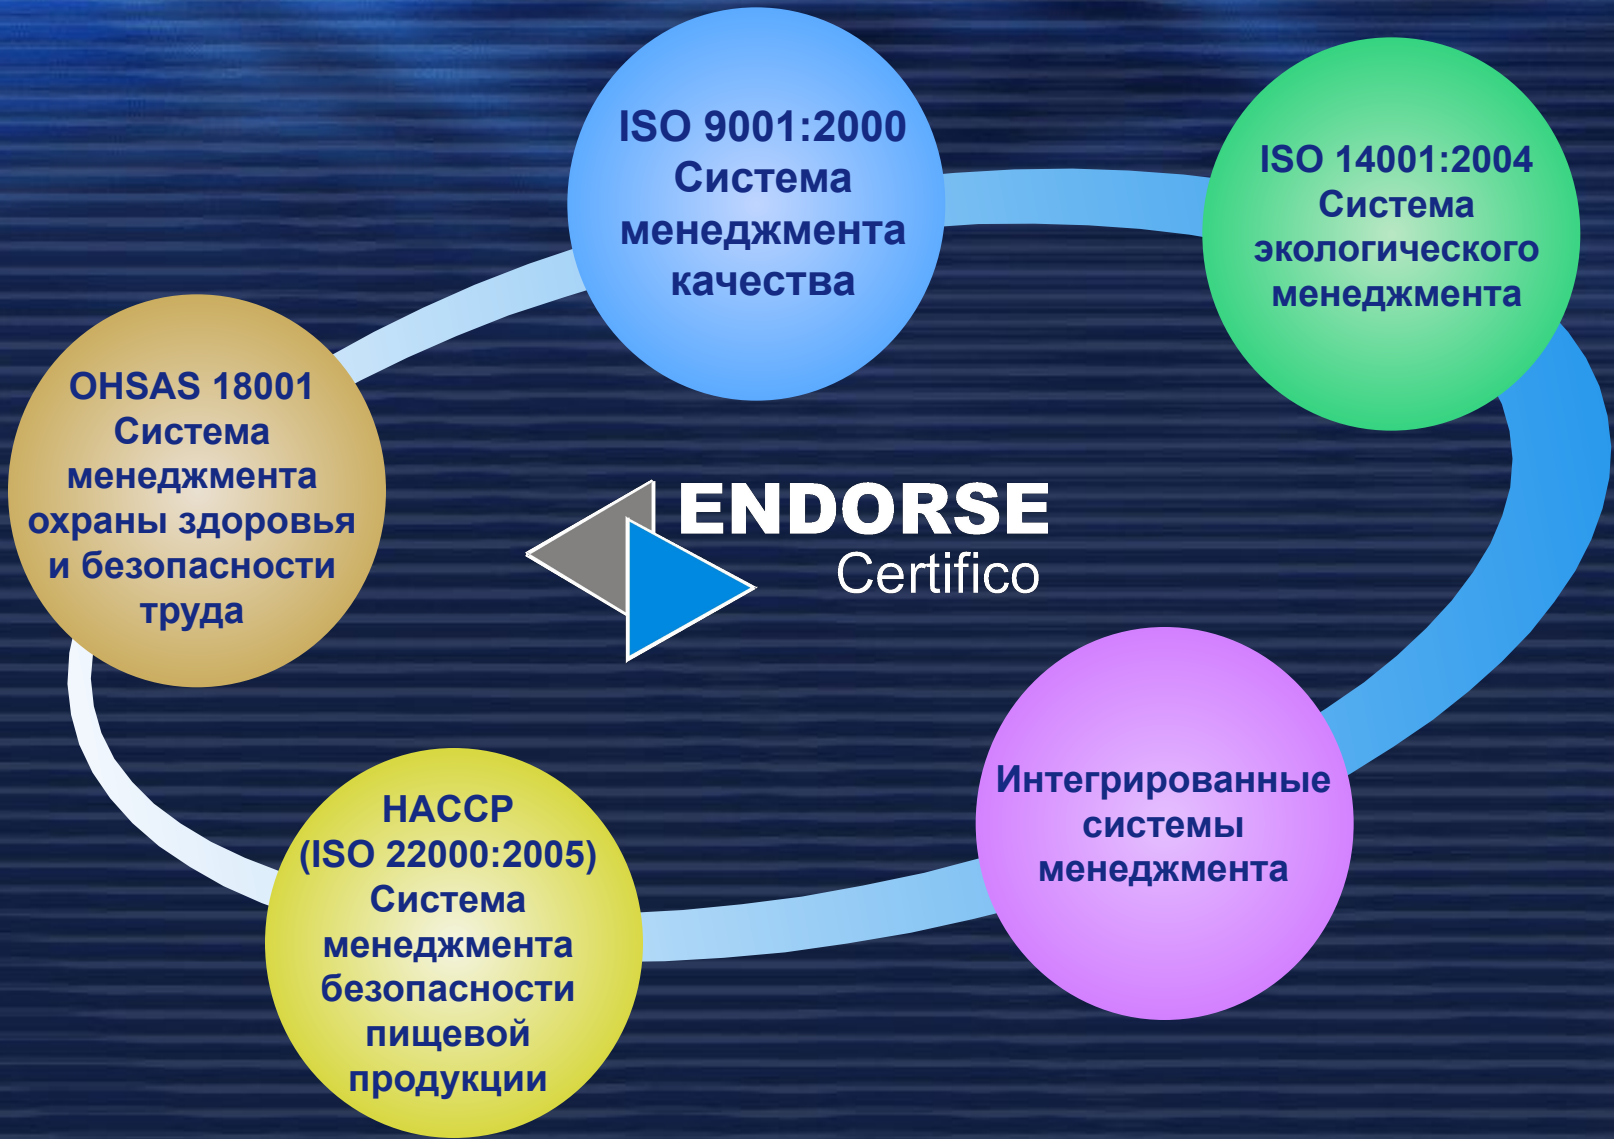 ISO 9001:2000
Система
менеджмента
качества
ISO 14001:2004
Система
экологического
менеджмента
OHSAS 18001
Система
менеджмента
охраны здоровья
и безопасности
труда
ENDORSE
Certifico
Интегрированные
системы
менеджмента
HACCP
(ISO 22000:2005)
Система
менеджмента
безопасности
пищевой
продукции